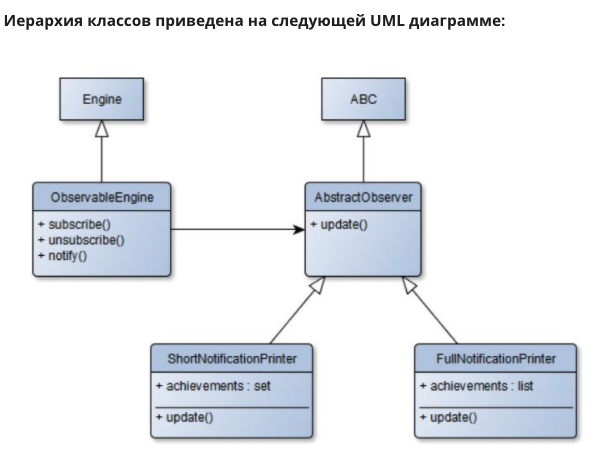 Иерархия классов приведена на следующей UML диаграмме:
Engine
ABC
ObservableEngine
+ subscribe()
+ unsubscribe()
+ notify()
AbstractObserver
+ update()
ShortNotificationPrinter
+ achievements : set
+ update()
FullNotificationPrinter
+ achievements : list
+ update()